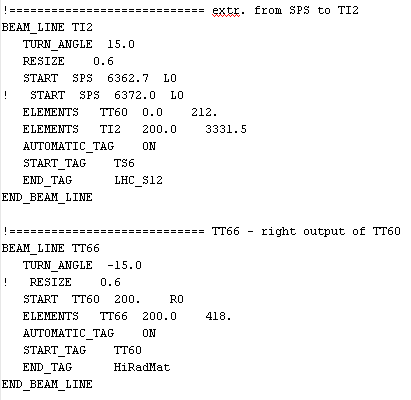 !=========================== extr. from SPS to TI2
BEAM_LINE TI2
   TURN_ANGLE  15.0
   RESIZE    0.6
   START  SPS  6362.7  L0
!   START  SPS  6372.0  L0
   ELEMENTS   TT60  0.0    212.
   ELEMENTS   TI2  200.0    3331.5
   AUTOMATIC_TAG    ON
   START_TAG    TS6
   END_TAG      LHC_S12
END_BEAM_LINE

!=========================== TT66 - right output of TT60
BEAM_LINE TT66
   TURN_ANGLE  -15.0
!   RESIZE    0.6
   START  TT60  200.    R0
   ELEMENTS   TT66  200.0    418.
   AUTOMATIC_TAG    ON
   START_TAG    TT60
   END_TAG      HiRadMat
END_BEAM_LINE